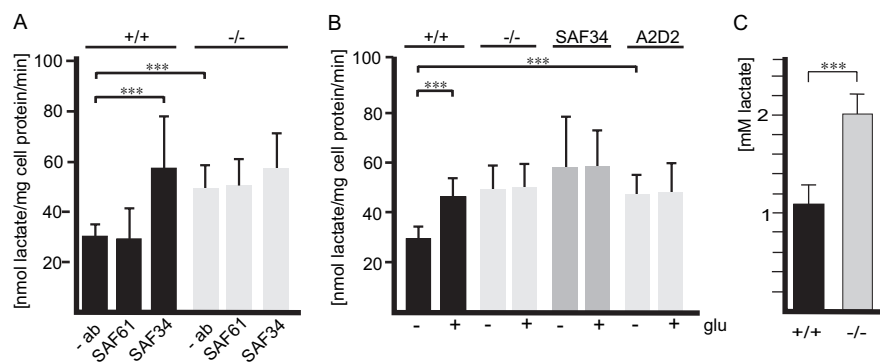 A
+/+ -/-
[nmol lactate/mg cell protein/min]
100
80
60
40
20
***
***
- ab SAF61 SAF34 - ab SAF61 SAF34
B
+/+ -/- SAF34 A2D2
[nmol lactate/mg cell protein/min]
100
80
60
40
20
***
***
- + - + - + - + glu
C
[mM lactate]
***
2
1
+/+ -/-